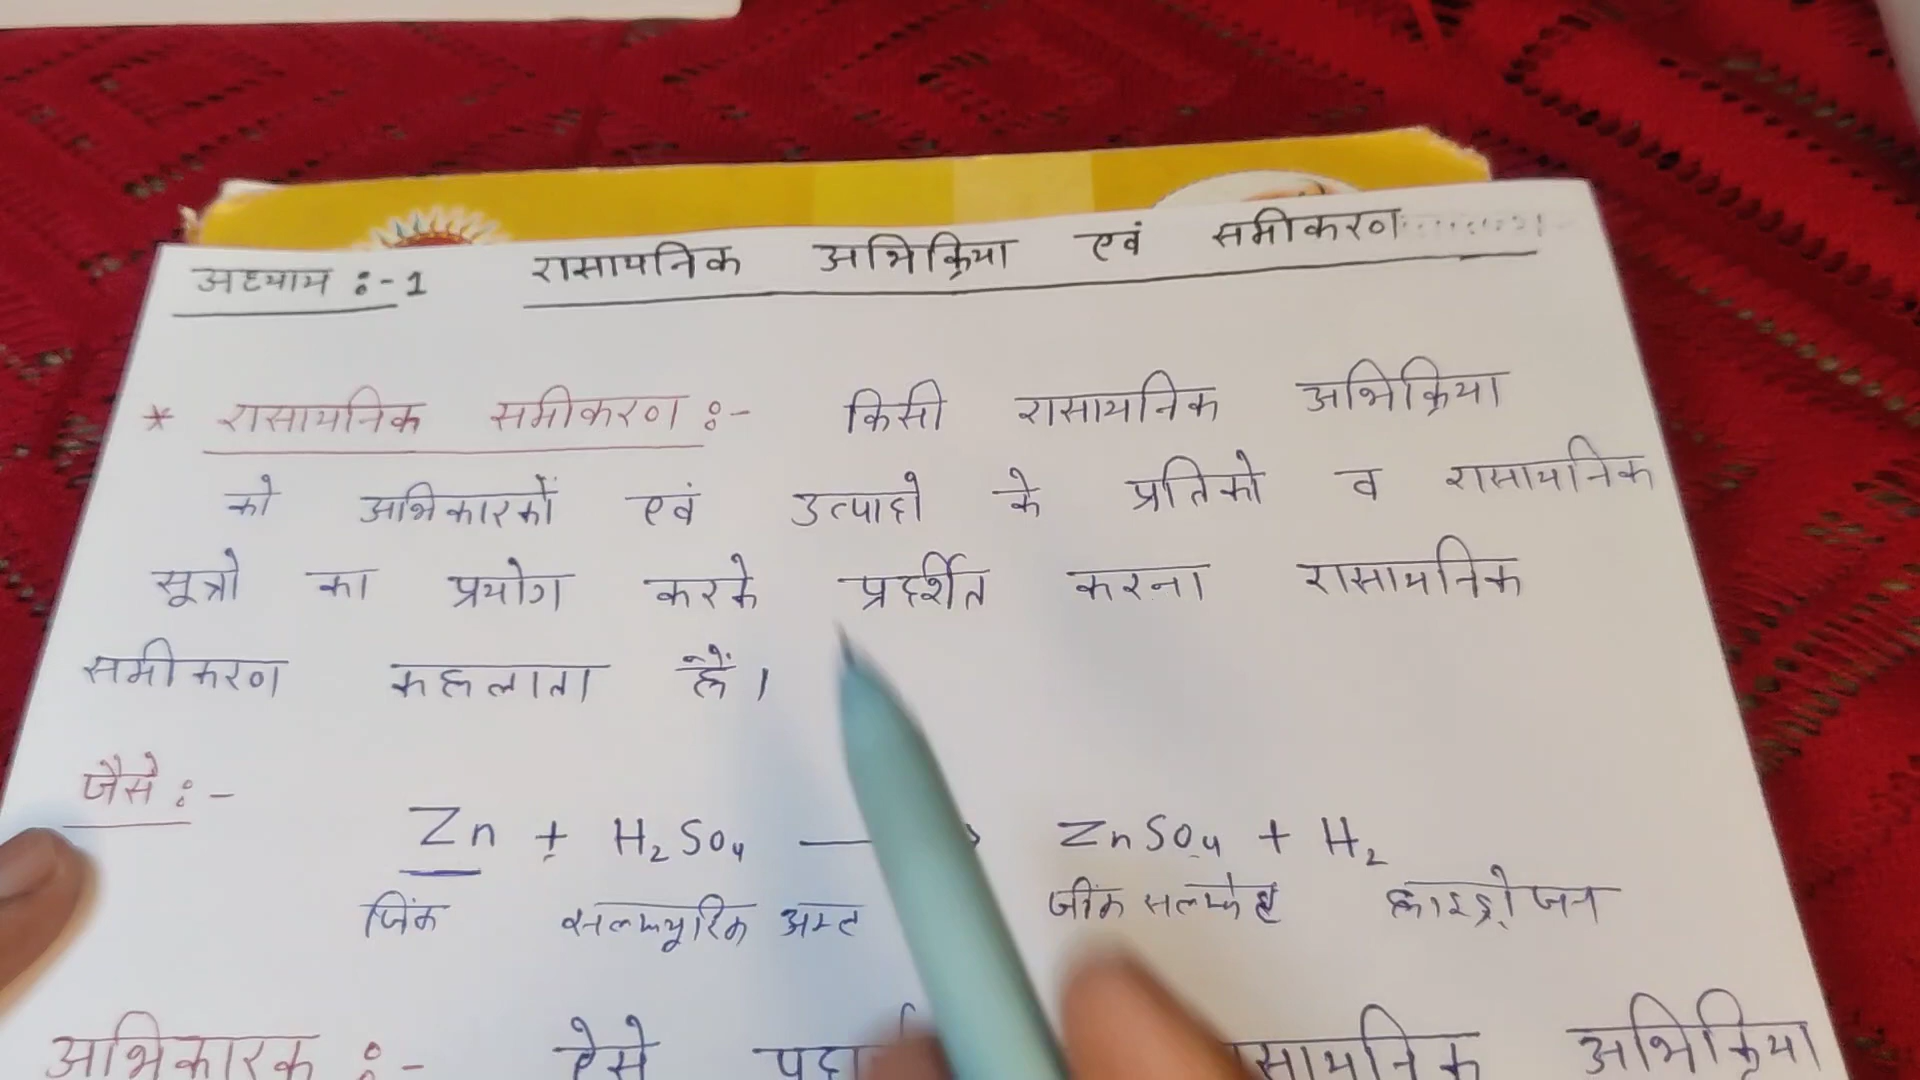 अध्याय :-1 रासायनिक अभिक्रिया एवं समीकरण
* रासायनिक समीकरण :- किसी रासायनिक अभिक्रिया
को अभिकारकों एवं उत्पादो के प्रतिको व रासायनिक
सूत्रो का प्रयोग करके प्रदर्शित करना रासायनिक
समीकरण कहलाता हैं।
जैसे :-
Zn + H₂SO₄ → ZnSO₄ + H₂
जिंक सल्फ्यूरिक अम्ल जींक सल्फेट हाइड्रोजन
अभिकारक :- ऐसे अभिक्रिया